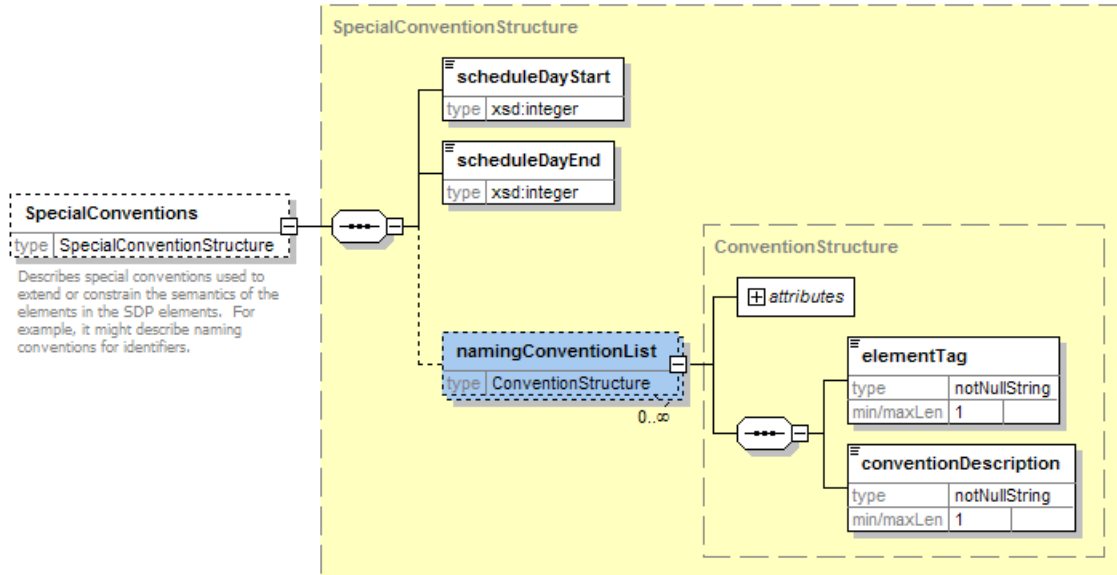 SpecialConventionStructure
scheduleDayStart
type xsd:integer
scheduleDayEnd
type xsd:integer
SpecialConventions
type SpecialConventionStructure
Describes special conventions used to
extend or constrain the semantics of the
elements in the SDP elements.  For
example, it might describe naming
conventions for identifiers.
namingConventionList
type ConventionStructure
0..∞
ConventionStructure
attributes
elementTag
type notNullString
min/maxLen 1
conventionDescription
type notNullString
min/maxLen 1